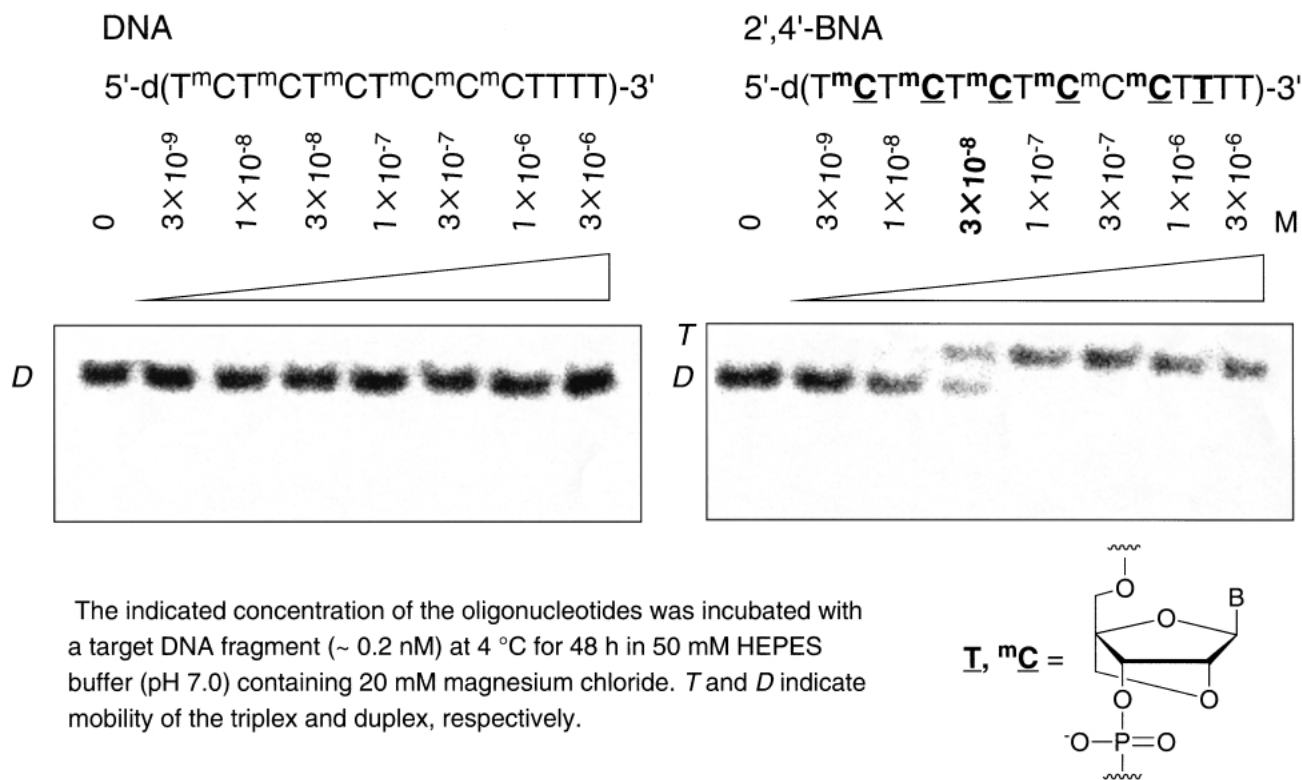 DNA
5'-d(TᵐCTᵐCTᵐCTᵐCᵐCᵐCTTTT)-3'
0 3×10⁻⁹ 1×10⁻⁸ 3×10⁻⁸ 1×10⁻⁷ 3×10⁻⁷ 1×10⁻⁶ 3×10⁻⁶
D
2',4'-BNA
5'-d(TᵐCTᵐCTᵐCTᵐCᵐCᵐCTTTT)-3'
0 3×10⁻⁹ 1×10⁻⁸ 3×10⁻⁸ 1×10⁻⁷ 3×10⁻⁷ 1×10⁻⁶ 3×10⁻⁶ M
T
D
The indicated concentration of the oligonucleotides was incubated with
a target DNA fragment (~ 0.2 nM) at 4 °C for 48 h in 50 mM HEPES
buffer (pH 7.0) containing 20 mM magnesium chloride. T and D indicate
mobility of the triplex and duplex, respectively.
T, ᵐC =
O
O
B
O
O
⁻O–P=O